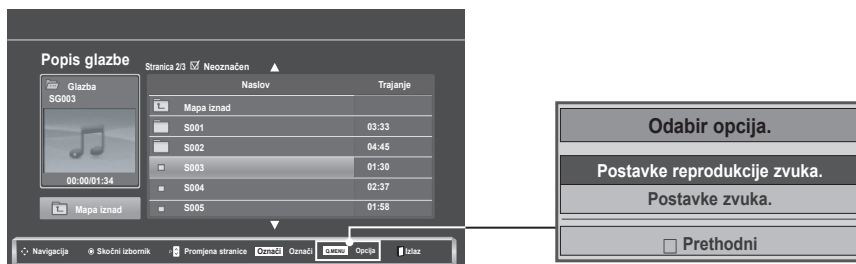 Popis glazbe
Stranica 2/3 ☑ Neoznačen
Glazba
SG003
00:00/01:34
Mapa iznad
Naslov Trajanje
Mapa iznad
S001 03:33
S002 04:45
S003 01:30
S004 02:37
S005 01:58
Navigacija Skočni izbornik P Promjena stranice Označi Označi Q.MENU Opcija Izlaz
Odabir opcija.
Postavke reprodukcije zvuka.
Postavke zvuka.
Prethodni